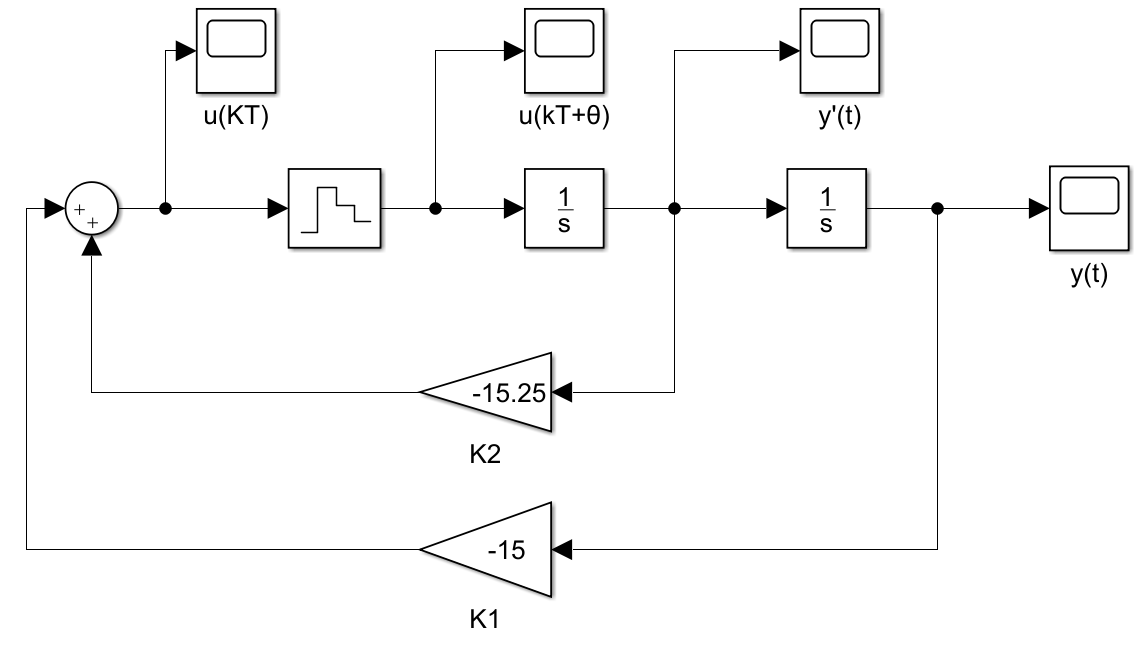 u(KT)
u(kT+θ)
y'(t)
+
+
1
s
1
s
y(t)
-15.25
K2
-15
K1